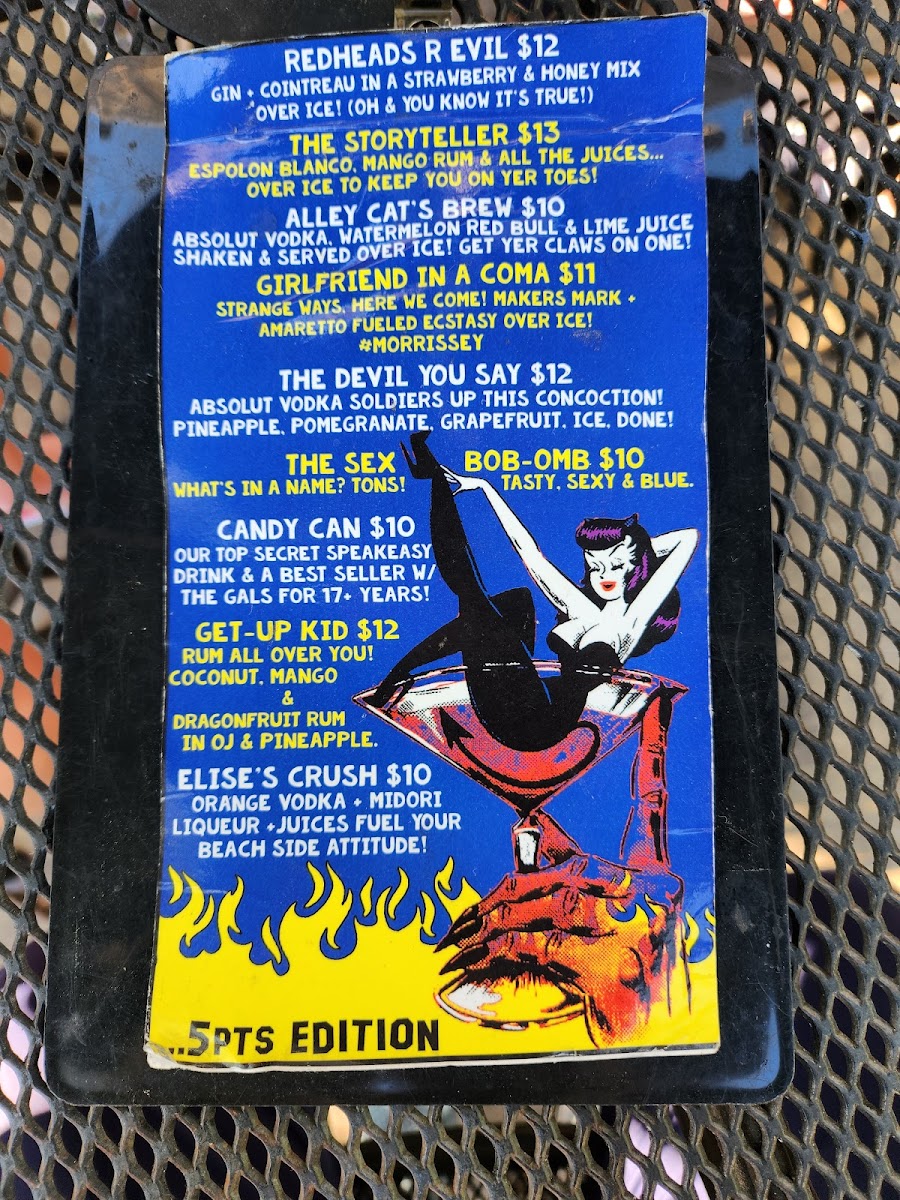 REDHEADS R EVIL $12
GIN + COINTREAU IN A STRAWBERRY & HONEY MIX
OVER ICE! (OH & YOU KNOW IT'S TRUE!)
THE STORYTELLER $13
ESPOLON BLANCO, MANGO RUM & ALL THE JUICES...
OVER ICE TO KEEP YOU ON YER TOES!
ALLEY CAT'S BREW $10
ABSOLUT VODKA, WATERMELON RED BULL & LIME JUICE
SHAKEN & SERVED OVER ICE! GET YER CLAWS ON ONE!
GIRLFRIEND IN A COMA $11
STRANGE WAYS, HERE WE COME! MAKERS MARK +
AMARETTO FUELED ECSTASY OVER ICE!
#MORRISSEY
THE DEVIL YOU SAY $12
ABSOLUT VODKA SOLDIERS UP THIS CONCOCTION!
PINEAPPLE, POMEGRANATE, GRAPEFRUIT, ICE, DONE!
THE SEX BOB-OMB $10
WHAT'S IN A NAME? TONS! TASTY, SEXY & BLUE.
CANDY CAN $10
OUR TOP SECRET SPEAKEASY
DRINK & A BEST SELLER W/
THE GALS FOR 17+ YEARS!
GET-UP KID $12
RUM ALL OVER YOU!
COCONUT, MANGO
&
DRAGONFRUIT RUM
IN OJ & PINEAPPLE.
ELISE'S CRUSH $10
ORANGE VODKA + MIDORI
LIQUEUR +JUICES FUEL YOUR
BEACH SIDE ATTITUDE!
...5PTS EDITION